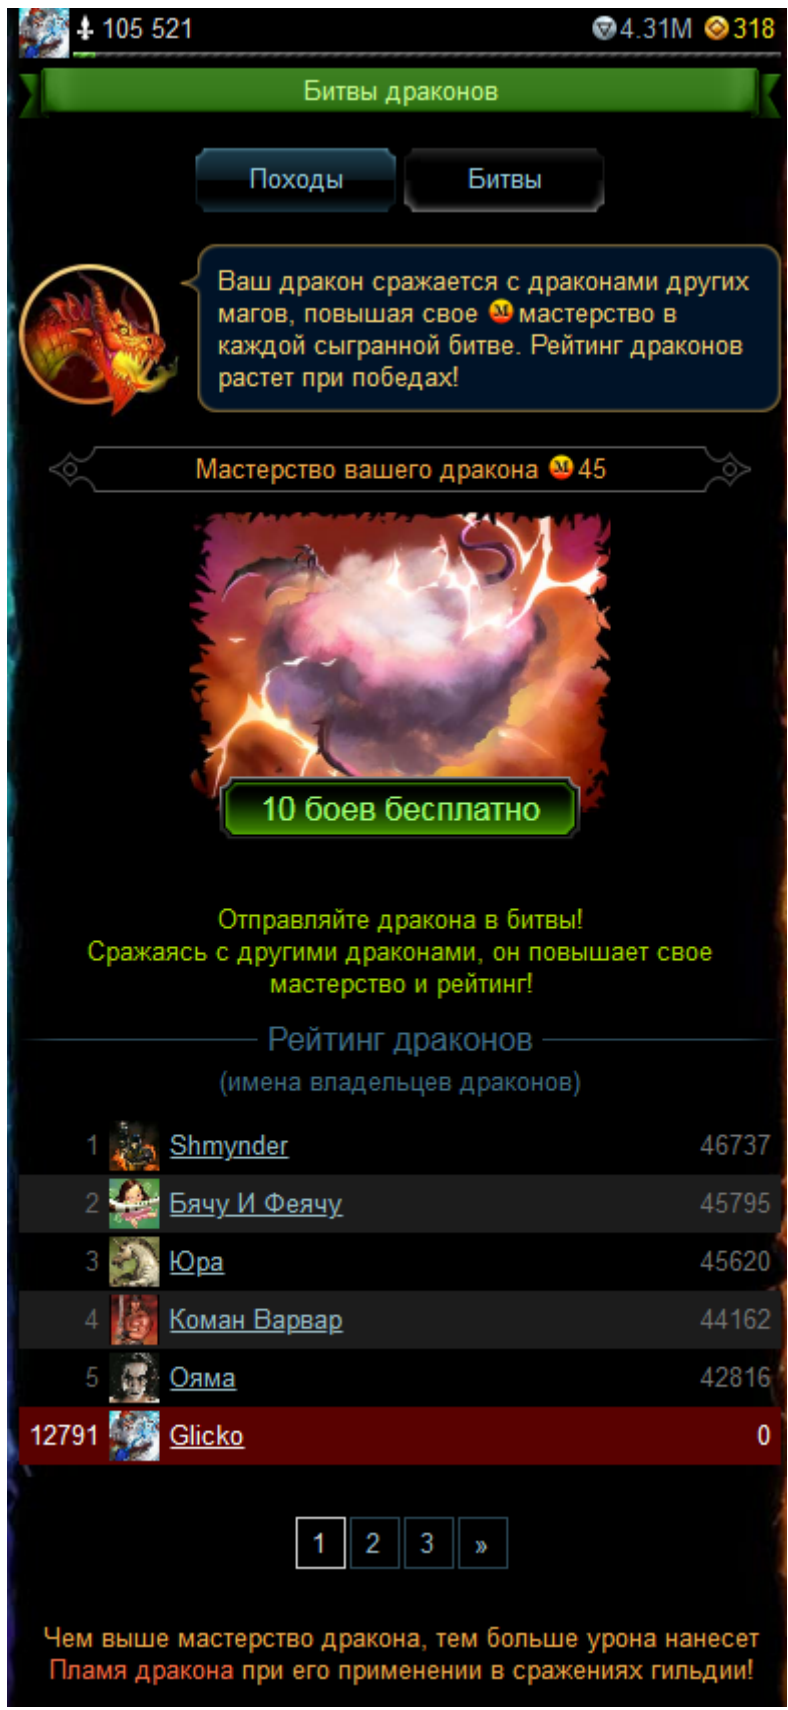 105 521 4.31M 318
Битвы драконов
Походы Битвы
Ваш дракон сражается с драконами других
магов, повышая свое М мастерство в
каждой сыгранной битве. Рейтинг драконов
растет при победах!
Мастерство вашего дракона М 45
10 боев бесплатно
Отправляйте дракона в битвы!
Сражаясь с другими драконами, он повышает свое
мастерство и рейтинг!
Рейтинг драконов
(имена владельцев драконов)
1 Shmynder 46737
2 Бячу И Феячу 45795
3 Юра 45620
4 Коман Варвар 44162
5 Ояма 42816
12791 Glicko 0
1 2 3 »
Чем выше мастерство дракона, тем больше урона нанесет
Пламя дракона при его применении в сражениях гильдии!